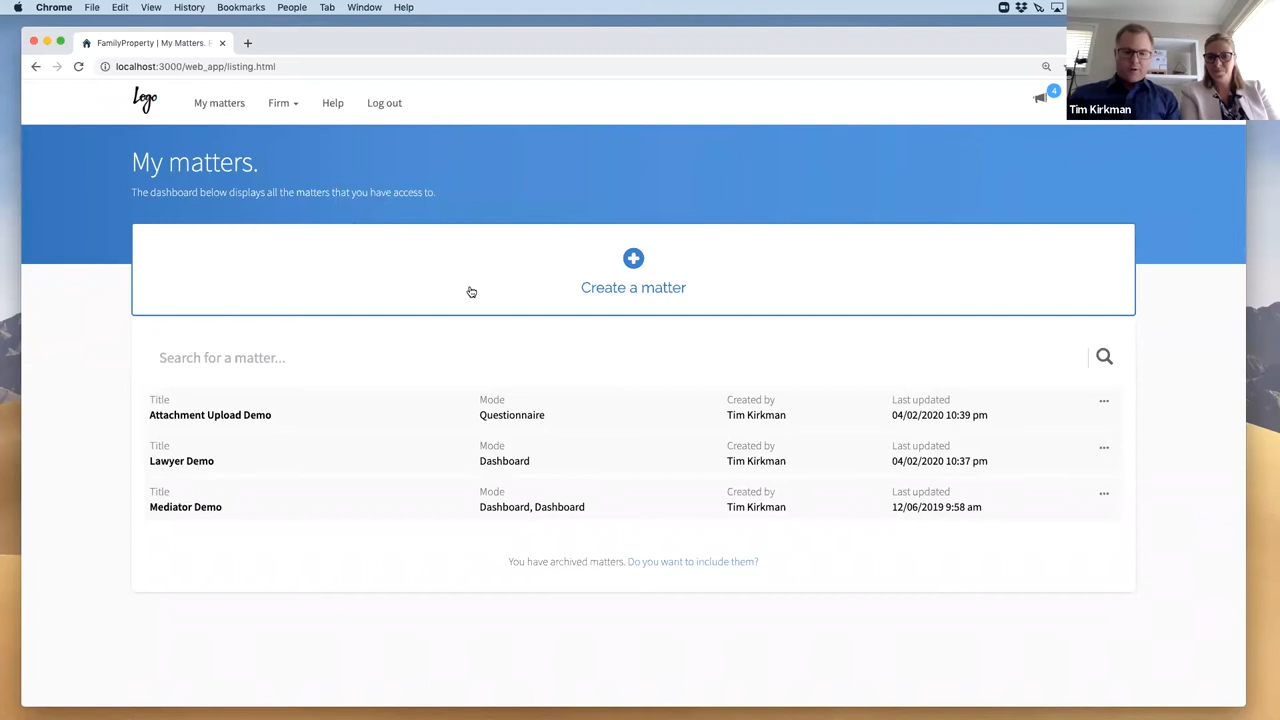 Chrome File Edit View History Bookmarks People Tab Window Help
FamilyProperty | My Matters.
localhost:3000/web_app/listing.html
Logo My matters Firm Help Log out
4
Tim Kirkman
My matters.
The dashboard below displays all the matters that you have access to.
Create a matter
Search for a matter...
Title Mode Created by Last updated
Attachment Upload Demo Questionnaire Tim Kirkman 04/02/2020 10:39 pm
Title Mode Created by Last updated
Lawyer Demo Dashboard Tim Kirkman 04/02/2020 10:37 pm
Title Mode Created by Last updated
Mediator Demo Dashboard, Dashboard Tim Kirkman 12/06/2019 9:58 am
You have archived matters. Do you want to include them?